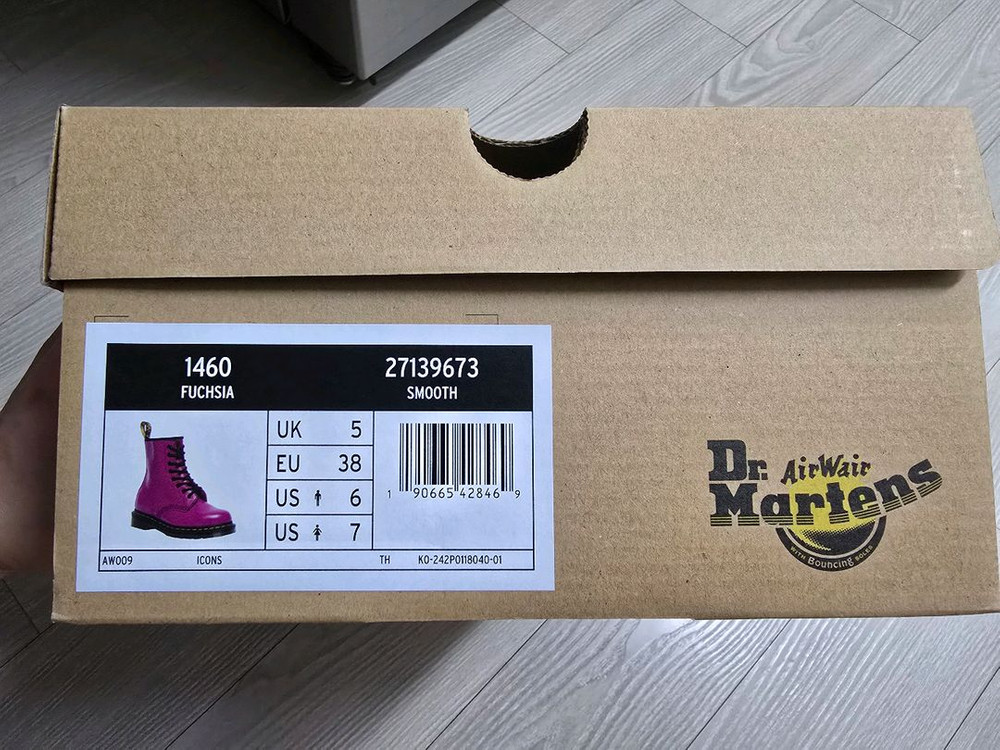 1460
FUCHSIA
27139673
SMOOTH
UK 5
EU 38
US 6
US 7
1 90665 42846 9
AW009 ICONS TH K0-242P0118040-01
Dr. AirWair
Martens
WITH Bouncing SOLES